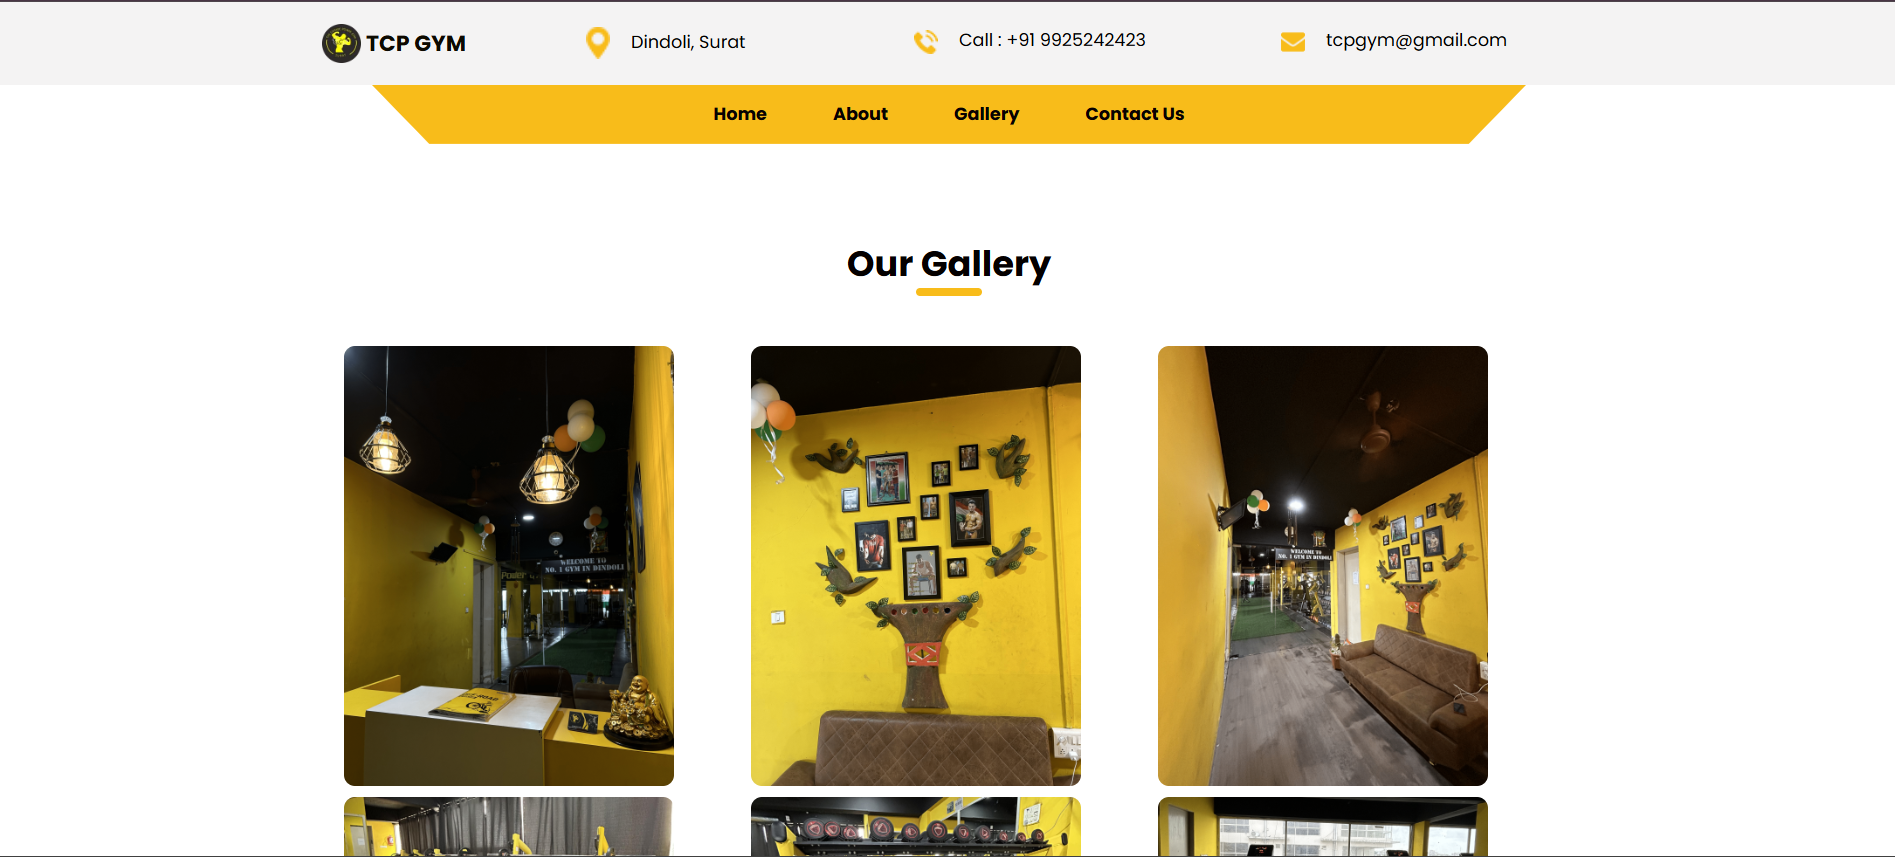 TCP GYM
Dindoli, Surat
Call : +91 9925242423
tcpgym@gmail.com
Home
About
Gallery
Contact Us
Our Gallery
WELCOME TO
NO. 1 GYM IN DINDOLI
Power
WELCOME TO
NO. 1 GYM IN DINDOLI